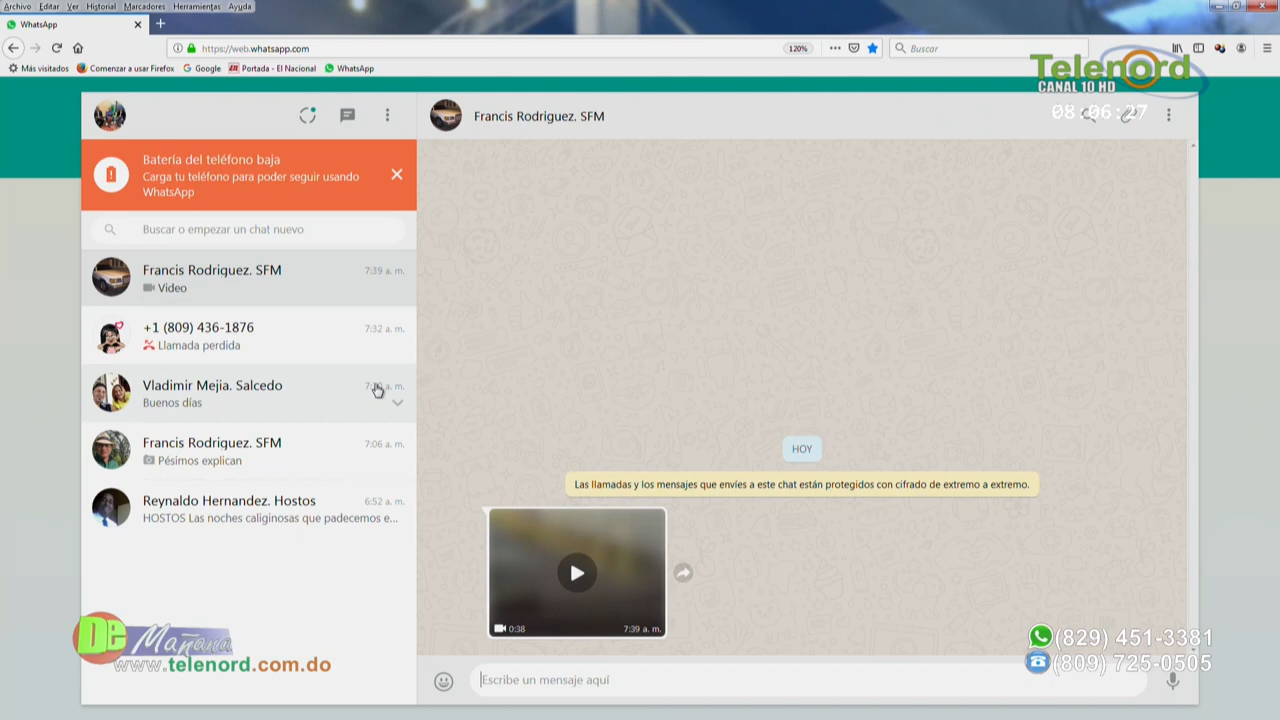 Archivo Editar Ver Historial Marcadores Herramientas Ayuda
WhatsApp
https://web.whatsapp.com
120%
Buscar
Más visitados
Comenzar a usar Firefox
Google
Portada - El Nacional
WhatsApp
Telenord
CANAL 10 HD
08:06:27
Francis Rodriguez. SFM
Batería del teléfono baja
Carga tu teléfono para poder seguir usando
WhatsApp
Buscar o empezar un chat nuevo
Francis Rodriguez. SFM
7:39 a. m.
Video
+1 (809) 436-1876
7:32 a. m.
Llamada perdida
Vladimir Mejia. Salcedo
a. m.
Buenos días
Francis Rodriguez. SFM
7:06 a. m.
Pésimos explican
Reynaldo Hernandez. Hostos
6:52 a. m.
HOSTOS Las noches caliginosas que padecemos e...
HOY
Las llamadas y los mensajes que envíes a este chat están protegidos con cifrado de extremo a extremo.
0:38
7:39 a. m.
De Mañana
www.telenord.com.do
(829) 451-3381
(809) 725-0505
Escribe un mensaje aquí